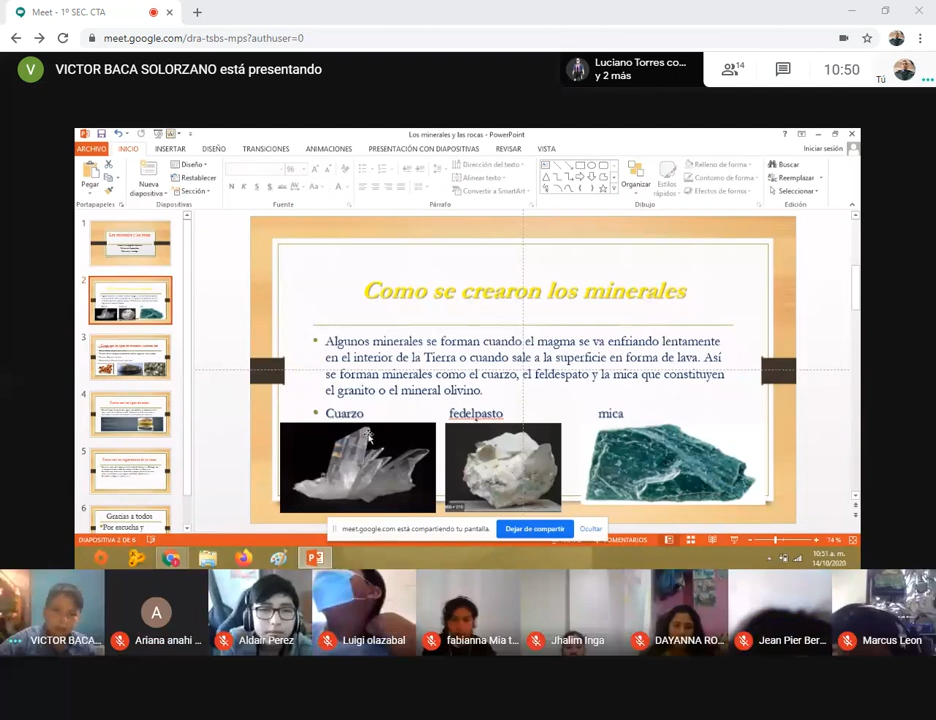 Meet - 1º SEC. CTA
meet.google.com/dra-tsbs-mps?authuser=0
V
VICTOR BACA SOLORZANO está presentando
Luciano Torres co...
y 2 más
14
10:50
Tú
Los minerales y las rocas - PowerPoint
ARCHIVO INICIO INSERTAR DISEÑO TRANSICIONES ANIMACIONES PRESENTACIÓN CON DIAPOSITIVAS REVISAR VISTA
Iniciar sesión
Pegar
Nueva
diapositiva
Diseño
Restablecer
Sección
96
Dirección del texto
Alinear texto
Convertir a SmartArt
Organizar
Estilos
rápidos
Relleno de forma
Contorno de forma
Efectos de forma
Buscar
Reemplazar
Seleccionar
Portapapeles
Diapositivas
Fuente
Párrafo
Dibujo
Edición
1
2
3
4
5
6
Gracias a todos
*Por escucha y
Como se crearon los minerales
• Algunos minerales se forman cuando el magma se va enfriando lentamente
en el interior de la Tierra o cuando sale a la superficie en forma de lava. Así
se forman minerales como el cuarzo, el feldespato y la mica que constituyen
el granito o el mineral olivino.
• Cuarzo fedelpasto mica
meet.google.com está compartiendo tu pantalla.
Dejar de compartir
Ocultar
DIAPOSITIVA 2 DE 6
COMENTARIOS
74 %
10:51 a. m.
14/10/2020
A
VICTOR BACA...
Ariana anahi ...
Aldair Perez
Luigi olazabal
fabianna Mia t...
Jhalim Inga
DAYANNA RO...
Jean Pier Ber...
Marcus Leon